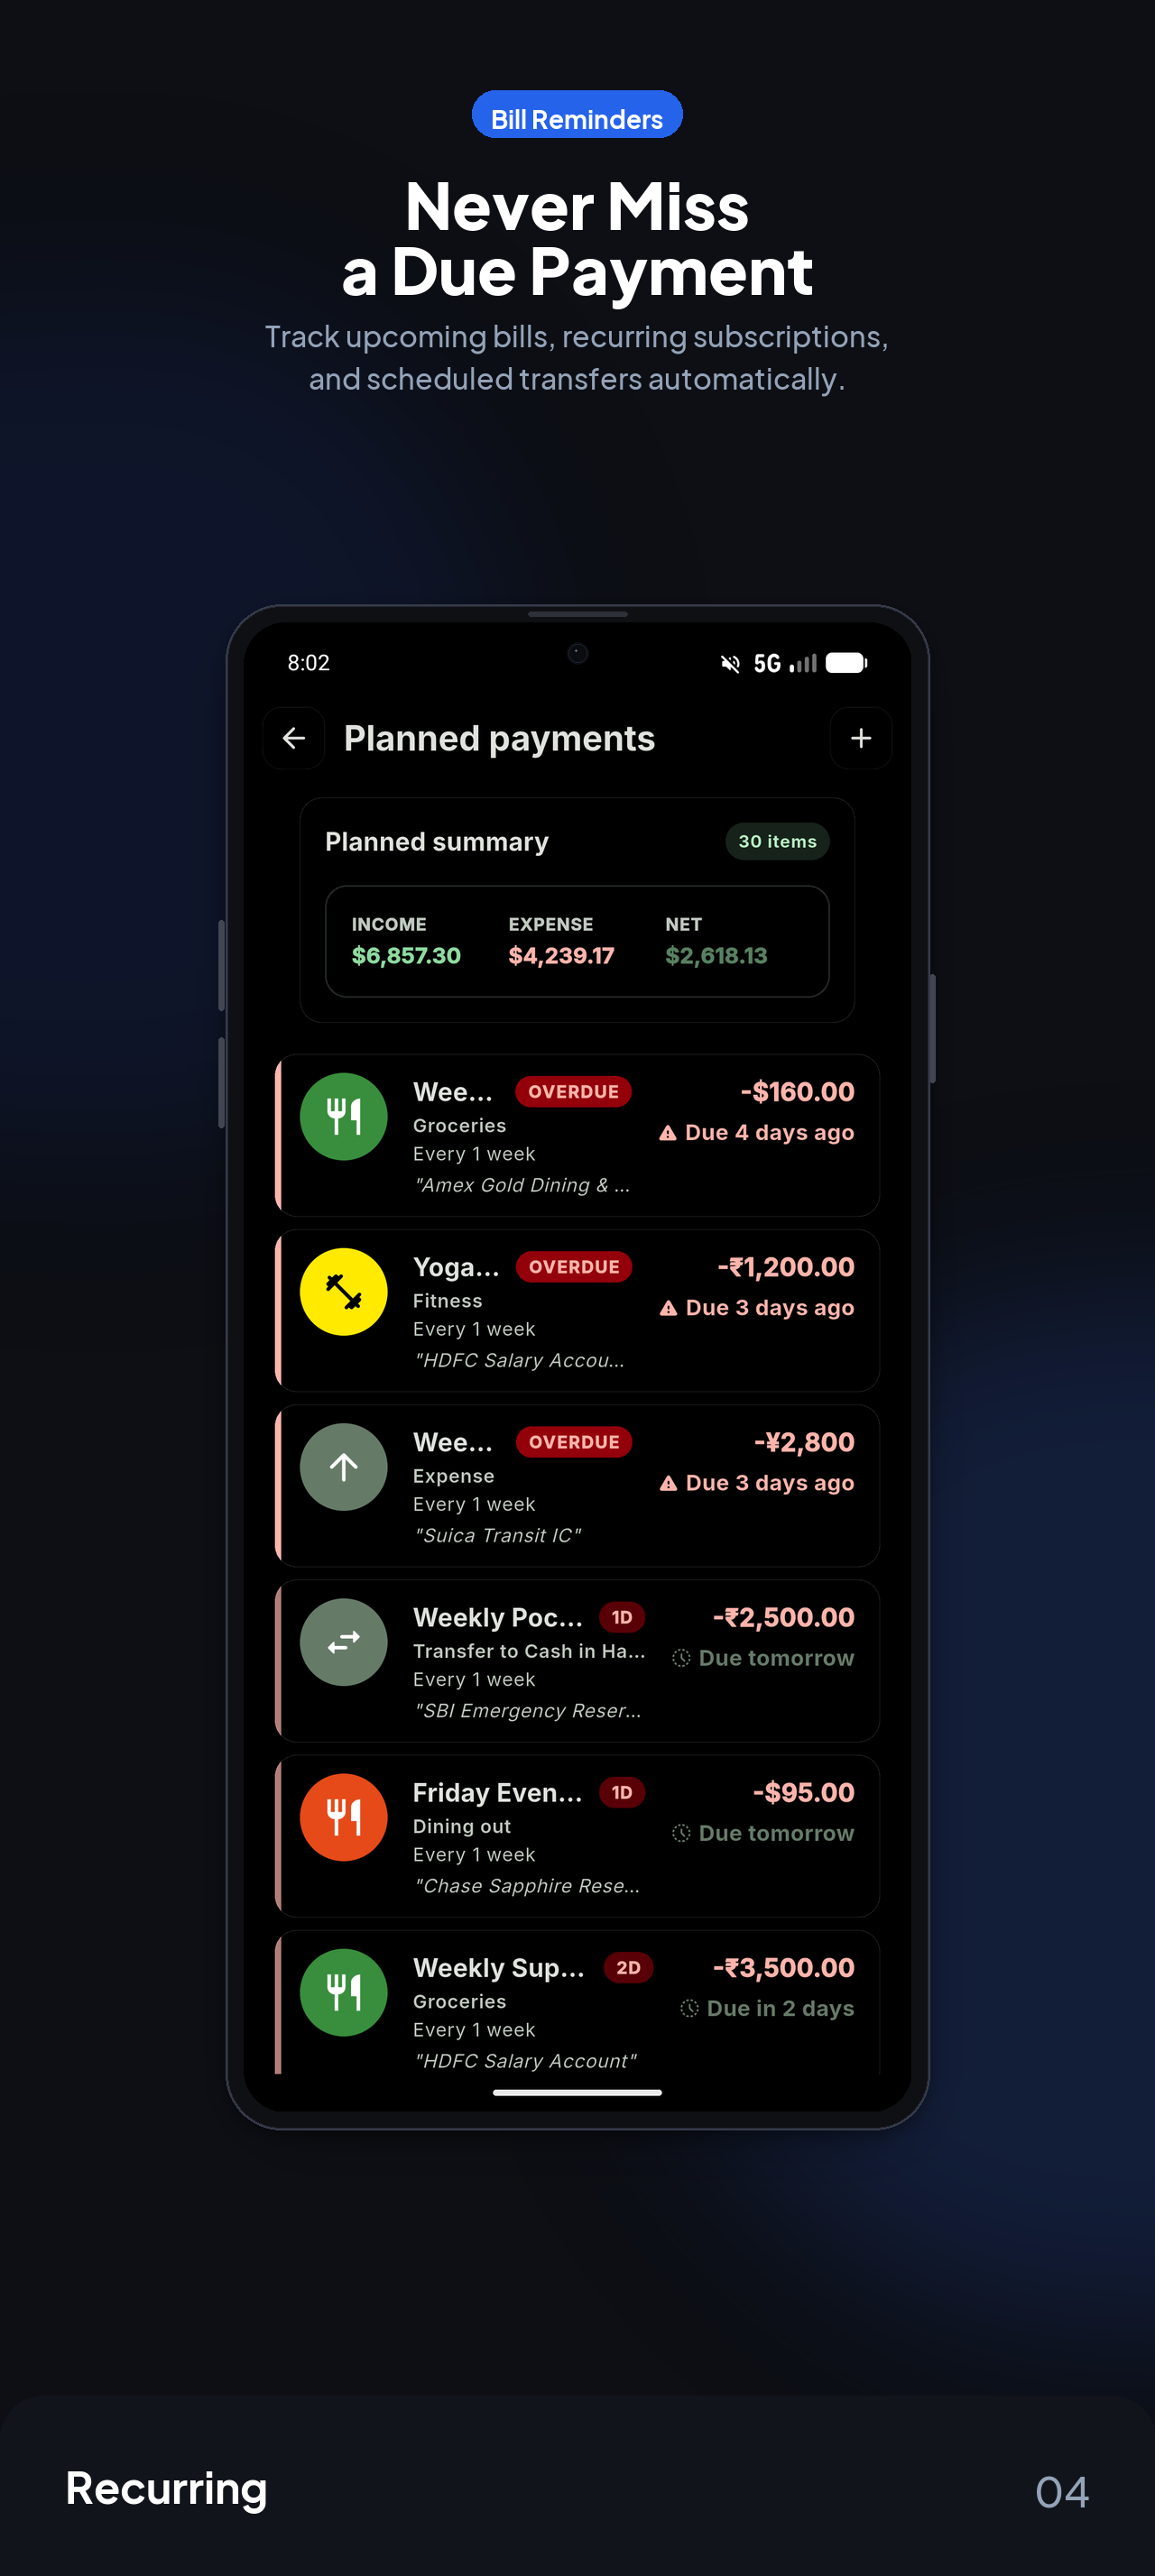 Bill Reminders
Never Miss
a Due Payment
Track upcoming bills, recurring subscriptions,
and scheduled transfers automatically.
8:02 5G
Planned payments
Planned summary 30 items
INCOME EXPENSE NET
$6,857.30 $4,239.17 $2,618.13
Wee... OVERDUE -$160.00
Groceries Due 4 days ago
Every 1 week
"Amex Gold Dining & ...
Yoga... OVERDUE -₹1,200.00
Fitness Due 3 days ago
Every 1 week
"HDFC Salary Accou...
Wee... OVERDUE -¥2,800
Expense Due 3 days ago
Every 1 week
"Suica Transit IC"
Weekly Poc... 1D -₹2,500.00
Transfer to Cash in Ha... Due tomorrow
Every 1 week
"SBI Emergency Reser...
Friday Even... 1D -$95.00
Dining out Due tomorrow
Every 1 week
"Chase Sapphire Rese...
Weekly Sup... 2D -₹3,500.00
Groceries Due in 2 days
Every 1 week
"HDFC Salary Account"
Recurring 04